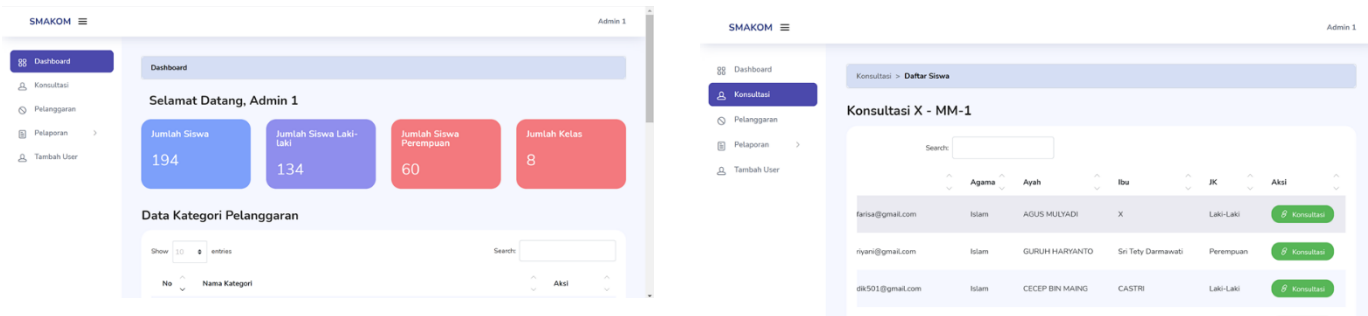 SMAKOM
Admin 1
Dashboard
Konsultasi
Pelanggaran
Pelaporan >
Tambah User
Dashboard
Selamat Datang, Admin 1
Jumlah Siswa
194
Jumlah Siswa Laki-
laki
134
Jumlah Siswa
Perempuan
60
Jumlah Kelas
8
Data Kategori Pelanggaran
Show 10 entries
Search:
No Nama Kategori Aksi
SMAKOM
Admin 1
Dashboard
Konsultasi
Pelanggaran
Pelaporan >
Tambah User
Konsultasi > Daftar Siswa
Konsultasi X - MM-1
Search:
Agama Ayah Ibu JK Aksi
farisa@gmail.com Islam AGUS MULYADI X Laki-Laki Konsultasi
riyani@gmail.com Islam GURUH HARYANTO Sri Tety Darmawati Perempuan Konsultasi
dik501@gmail.com Islam CECEP BIN MAING CASTRI Laki-Laki Konsultasi